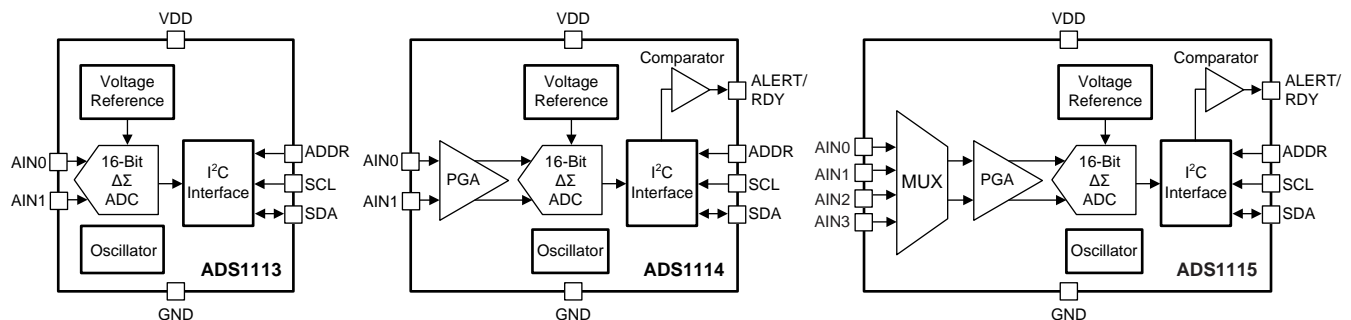 VDD
Voltage
Reference
AIN0
AIN1
16-Bit
ΔΣ
ADC
I²C
Interface
ADDR
SCL
SDA
Oscillator
ADS1113
GND
VDD
Comparator
ALERT/
RDY
Voltage
Reference
AIN0
AIN1
PGA
16-Bit
ΔΣ
ADC
I²C
Interface
ADDR
SCL
SDA
Oscillator
ADS1114
GND
VDD
Comparator
ALERT/
RDY
Voltage
Reference
AIN0
AIN1
AIN2
AIN3
MUX
PGA
16-Bit
ΔΣ
ADC
I²C
Interface
ADDR
SCL
SDA
Oscillator
ADS1115
GND